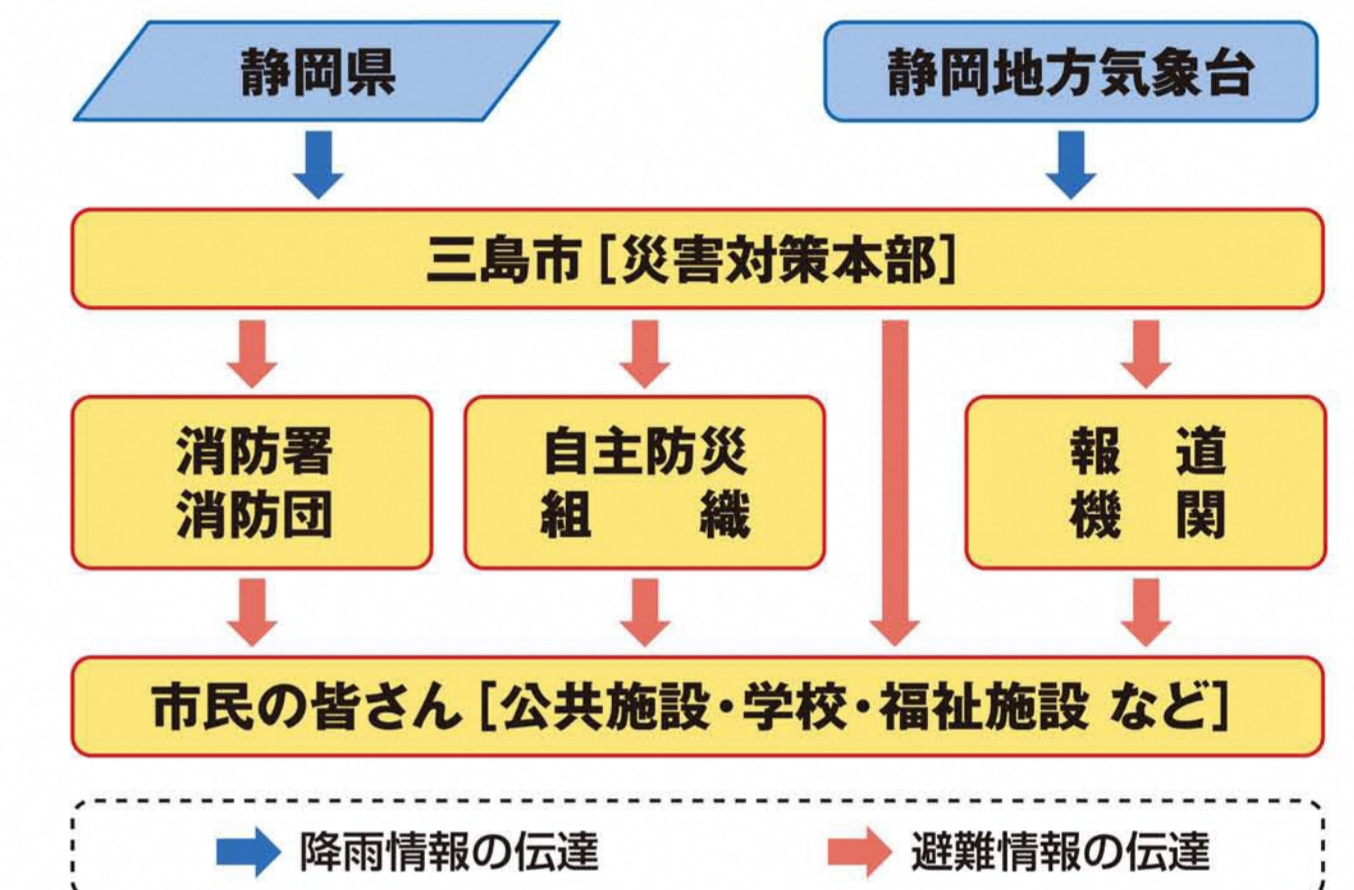 静岡県
静岡地方気象台
三島市[災害対策本部]
消防署
消防団
自主防災
組　　織
報　道
機　関
市民の皆さん[公共施設・学校・福祉施設 など]
降雨情報の伝達
避難情報の伝達